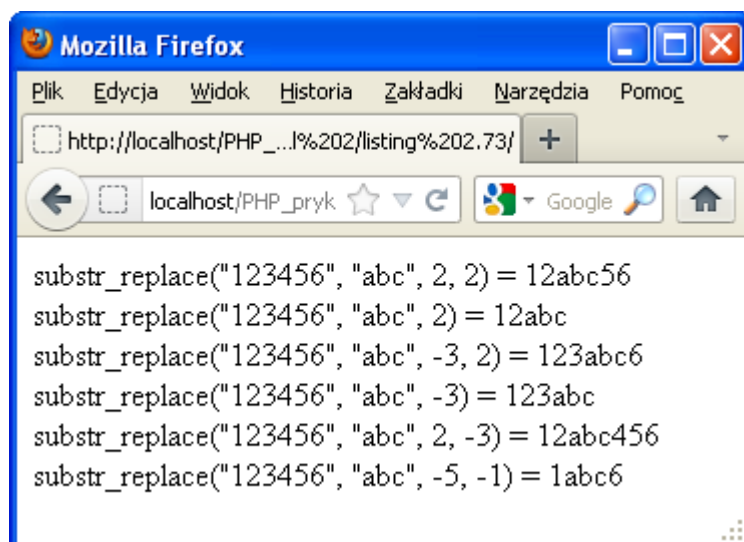 Mozilla Firefox
Plik Edycja Widok Historia Zakładki Narzędzia Pomoc
http://localhost/PHP_...l%202/listing%202.73/ +
localhost/PHP_pryk Google
substr_replace("123456", "abc", 2, 2) = 12abc56
substr_replace("123456", "abc", 2) = 12abc
substr_replace("123456", "abc", -3, 2) = 123abc6
substr_replace("123456", "abc", -3) = 123abc
substr_replace("123456", "abc", 2, -3) = 12abc456
substr_replace("123456", "abc", -5, -1) = 1abc6